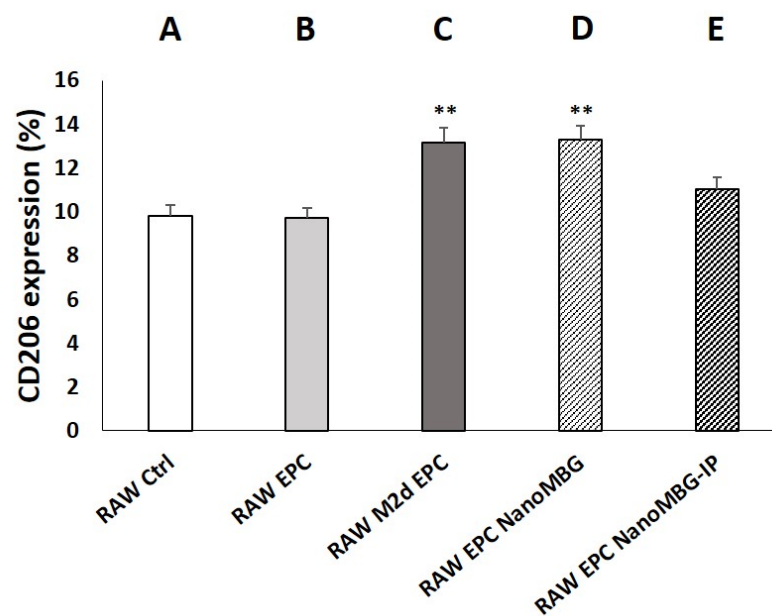 A B C D E
CD206 expression (%)
16
14
12
10
8
6
4
2
0
** **
RAW Ctrl
RAW EPC
RAW M2d EPC
RAW EPC NanoMBG
RAW EPC NanoMBG-IP